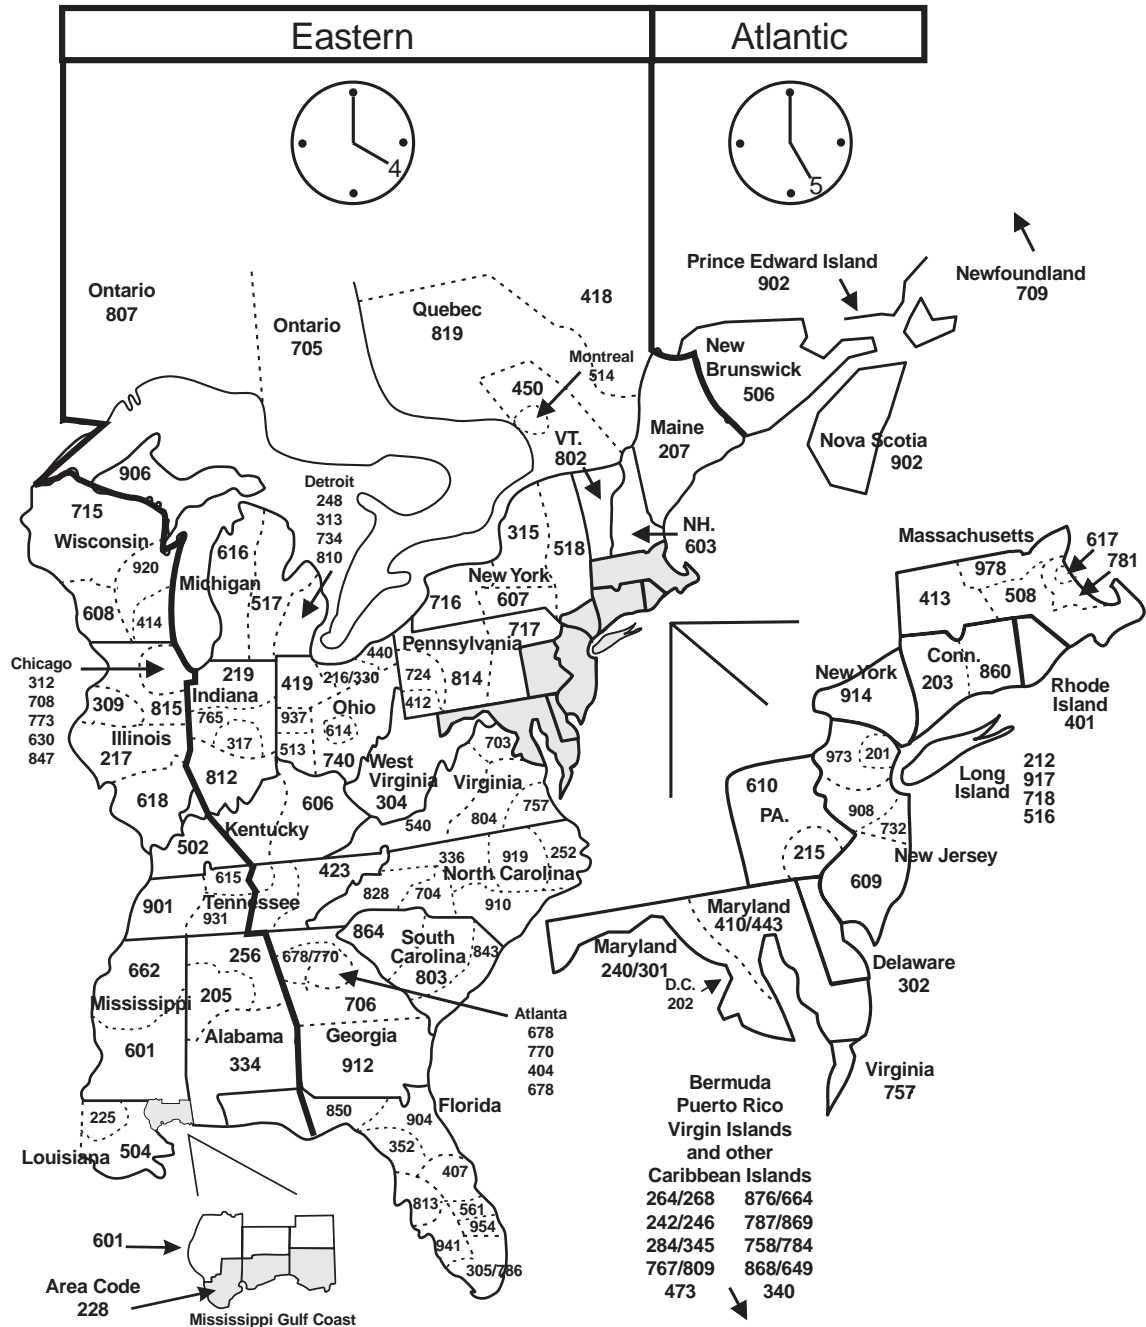 Eastern
Atlantic
4
5
Prince Edward Island
902
Newfoundland
709
Ontario
807
Ontario
705
Quebec
819
418
Montreal
514
450
New
Brunswick
506
Maine
207
Nova Scotia
902
VT.
802
NH.
603
906
715
Wisconsin
920
608
414
616
Michigan
517
Detroit
248
313
734
810
315
518
New York
716
607
717
Pennsylvania
724
814
412
440
216/330
419
Ohio
937
614
513
740
219
Indiana
765
317
812
Chicago
312
708
773
630
847
309
815
Illinois
217
618
West
Virginia
304
703
Virginia
757
804
540
606
Kentucky
502
423
615
Tennessee
901
931
336
919
252
North Carolina
828
704
910
864
South
Carolina
803
843
662
Mississippi
601
256
205
Alabama
334
678/770
706
Georgia
912
Atlanta
678
770
404
678
225
504
Louisiana
850
904
Florida
352
407
813
561
954
941
305/786
601
Area Code
228
Mississippi Gulf Coast
Massachusetts
617
781
978
413
508
Conn.
203
860
Rhode
Island
401
New York
914
973
201
Long
Island
212
917
718
516
610
PA.
215
908
732
New Jersey
609
Maryland
410/443
Maryland
240/301
D.C.
202
Delaware
302
Virginia
757
Bermuda
Puerto Rico
Virgin Islands
and other
Caribbean Islands
264/268 876/664
242/246 787/869
284/345 758/784
767/809 868/649
473 340